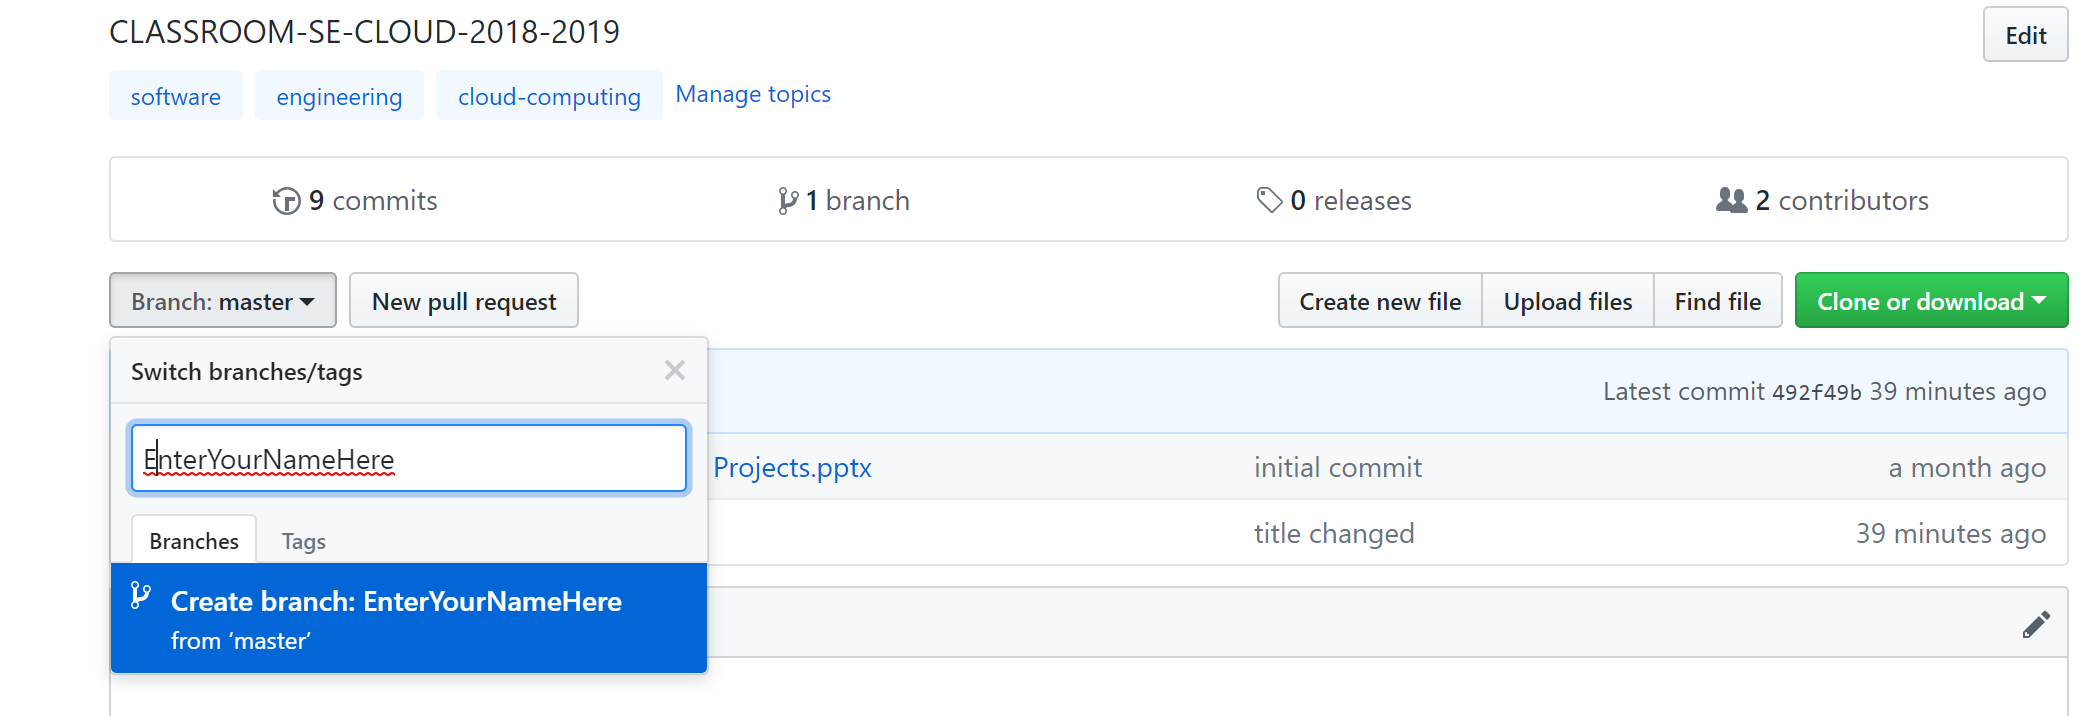 CLASSROOM-SE-CLOUD-2018-2019
Edit
software engineering cloud-computing Manage topics
9 commits 1 branch 0 releases 2 contributors
Branch: master New pull request Create new file Upload files Find file Clone or download
Switch branches/tags
Latest commit 492f49b 39 minutes ago
EnterYourNameHere
Projects.pptx initial commit a month ago
Branches Tags
title changed 39 minutes ago
Create branch: EnterYourNameHere
from ‘master’